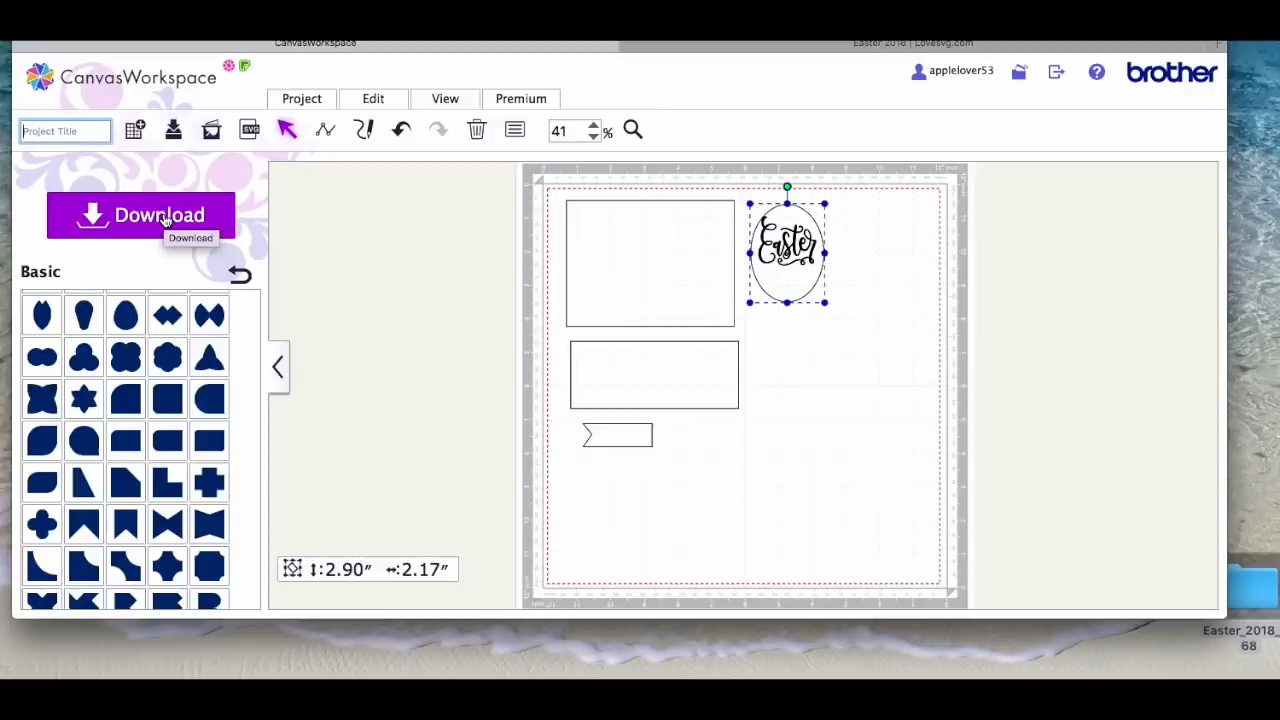 CanvasWorkspace
Easter 2018 | Lovesvg.com
CanvasWorkspace
applelover53
brother
Project
Edit
View
Premium
Project Title
SVG
41
%
Download
Download
Basic
Easter
2.90"
2.17"
Easter_2018_
68